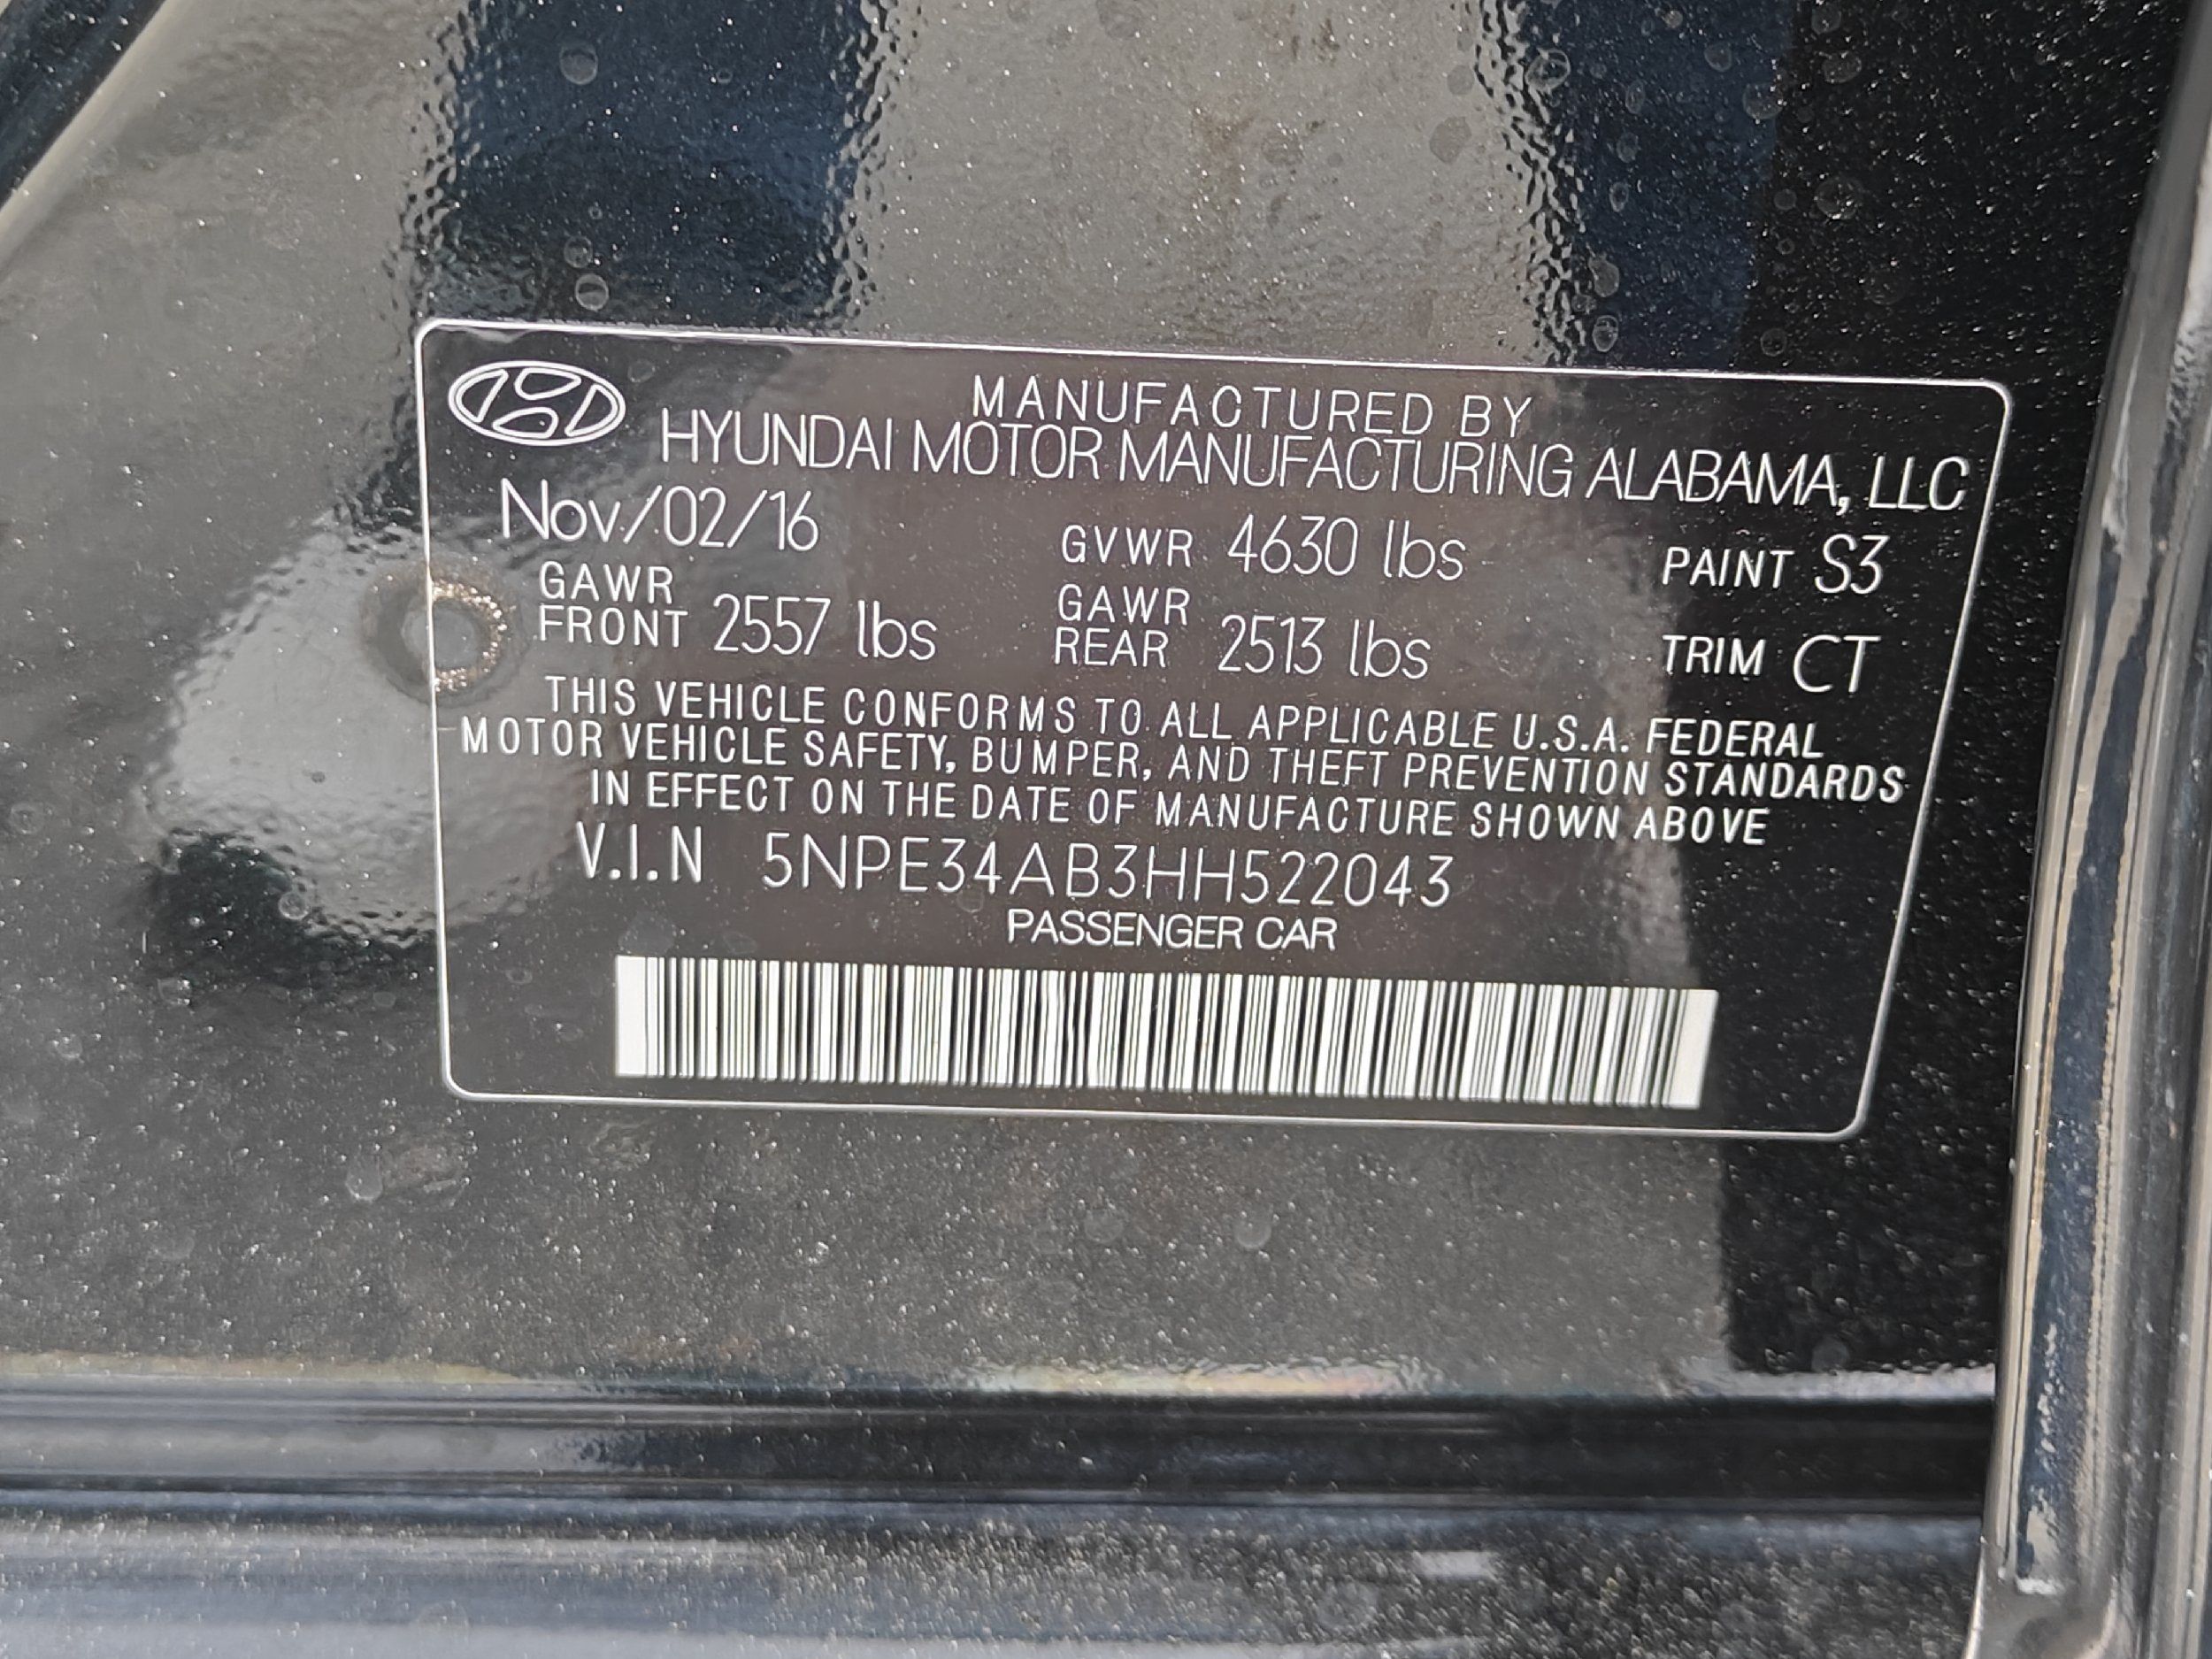 MANUFACTURED BY
HYUNDAI MOTOR MANUFACTURING ALABAMA, LLC
Nov/02/16 GVWR 4630 lbs PAINT S3
GAWR FRONT 2557 lbs GAWR REAR 2513 lbs TRIM CT
THIS VEHICLE CONFORMS TO ALL APPLICABLE U.S.A. FEDERAL
MOTOR VEHICLE SAFETY, BUMPER, AND THEFT PREVENTION STANDARDS
IN EFFECT ON THE DATE OF MANUFACTURE SHOWN ABOVE
V.I.N 5NPE34AB3HH522043
PASSENGER CAR